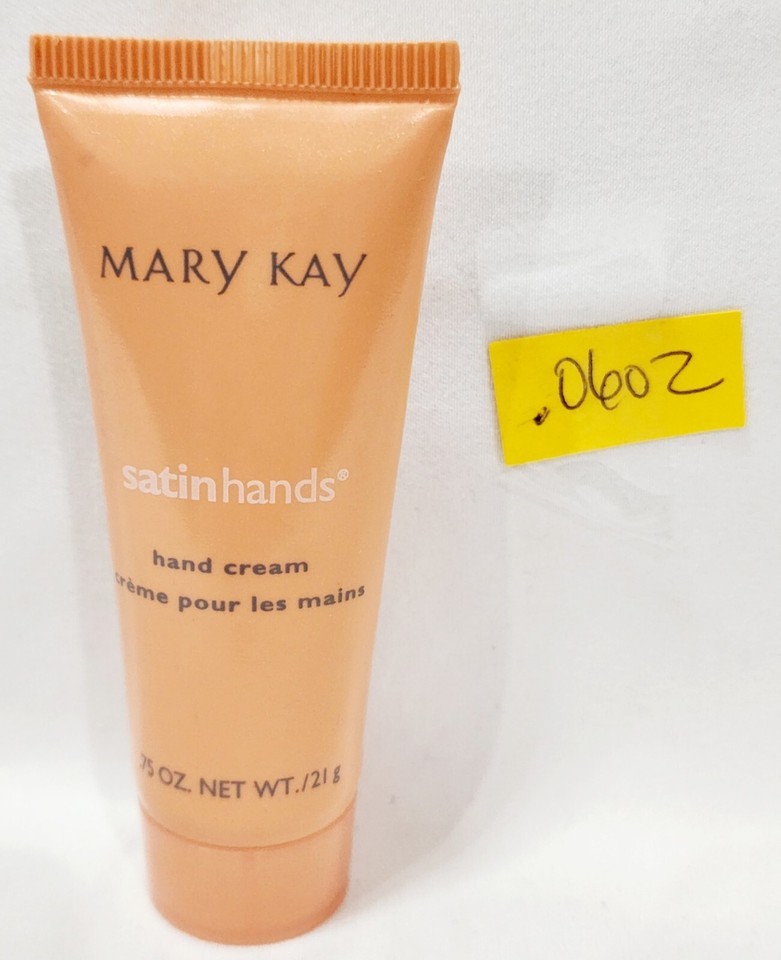 MARY KAY
satinhands®
hand cream
crème pour les mains
.75 OZ. NET WT./21 g
.0602